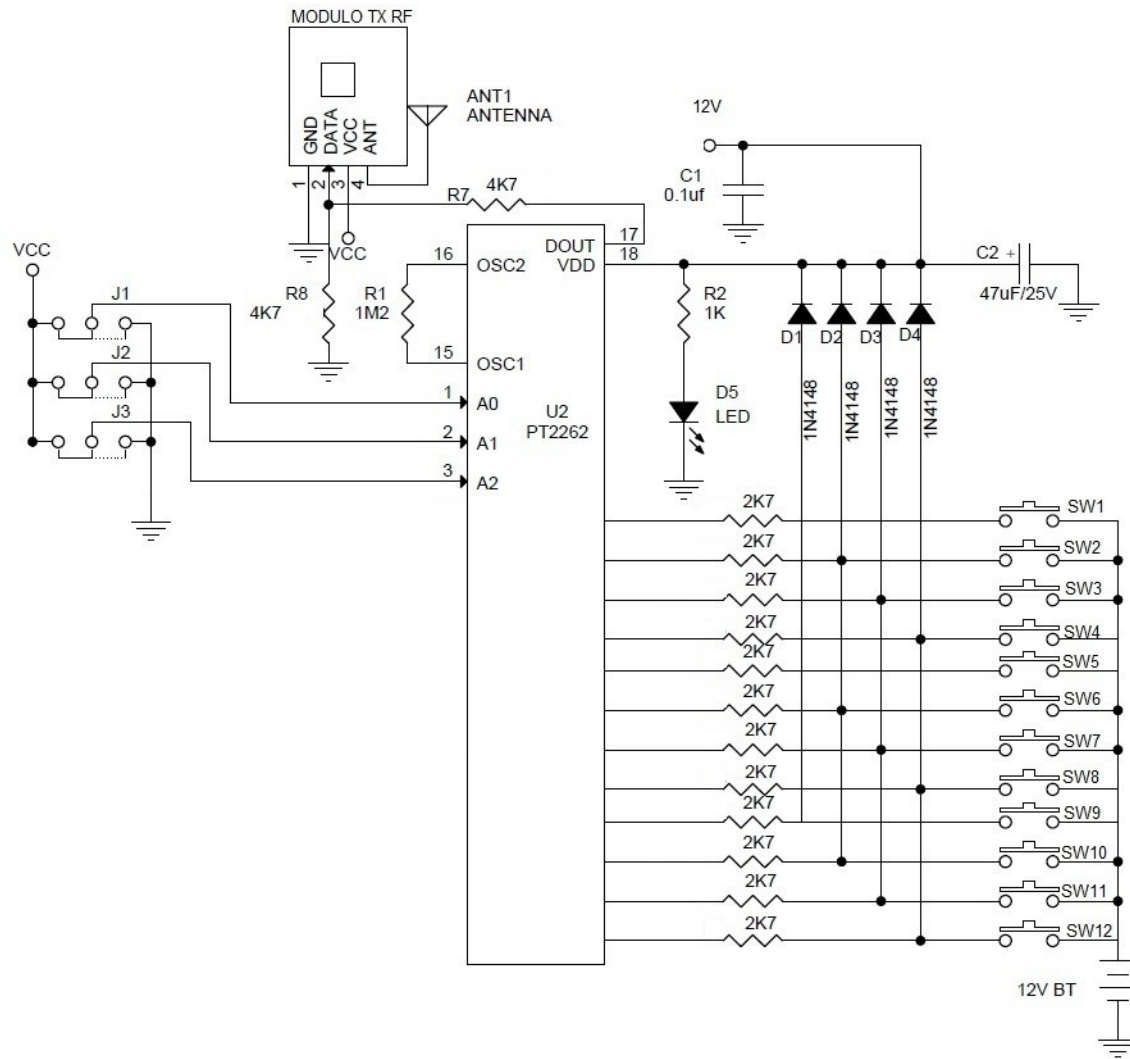 MODULO TX RF
GND
DATA
VCC
ANT
1
2
3
4
ANT1
ANTENNA
12V
C1
0.1uf
R7
4K7
VCC
VCC
J1
J2
J3
R8
4K7
R1
1M2
16
OSC2
15
OSC1
1
A0
2
A1
3
A2
U2
PT2262
DOUT
17
VDD
18
R2
1K
D5
LED
C2 +
47uF/25V
D1
D2
D3
D4
1N4148
1N4148
1N4148
1N4148
2K7
SW1
2K7
SW2
2K7
SW3
2K7
SW4
2K7
SW5
2K7
SW6
2K7
SW7
2K7
SW8
2K7
SW9
2K7
SW10
2K7
SW11
2K7
SW12
12V BT